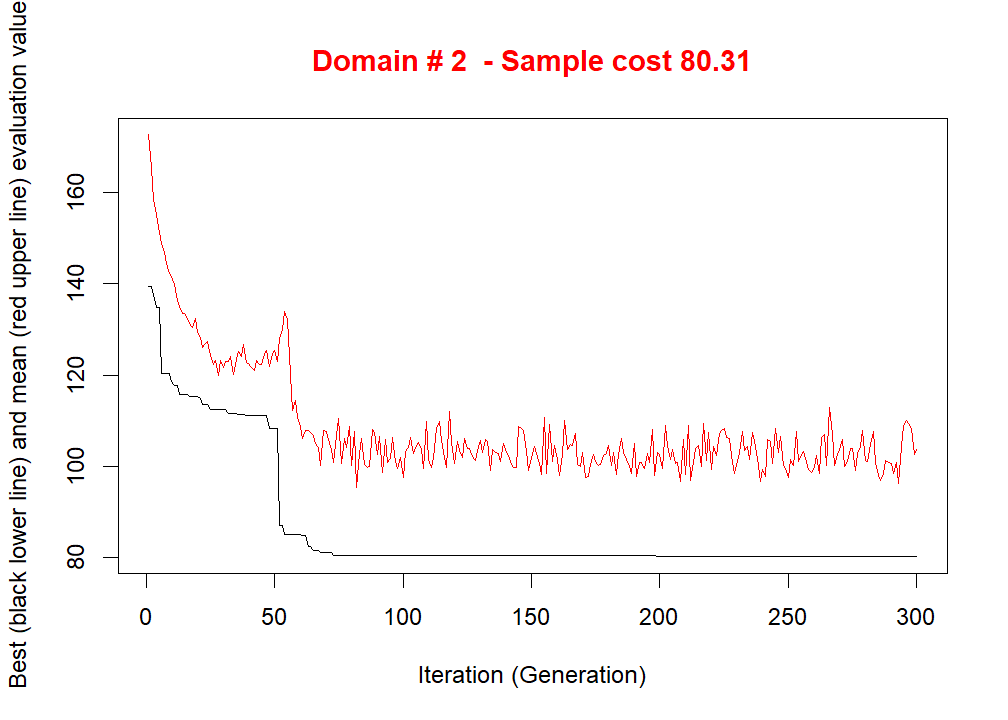 Domain # 2  - Sample cost 80.31
Best (black lower line) and mean (red upper line) evaluation value
160
140
120
100
80
0 50 100 150 200 250 300
Iteration (Generation)